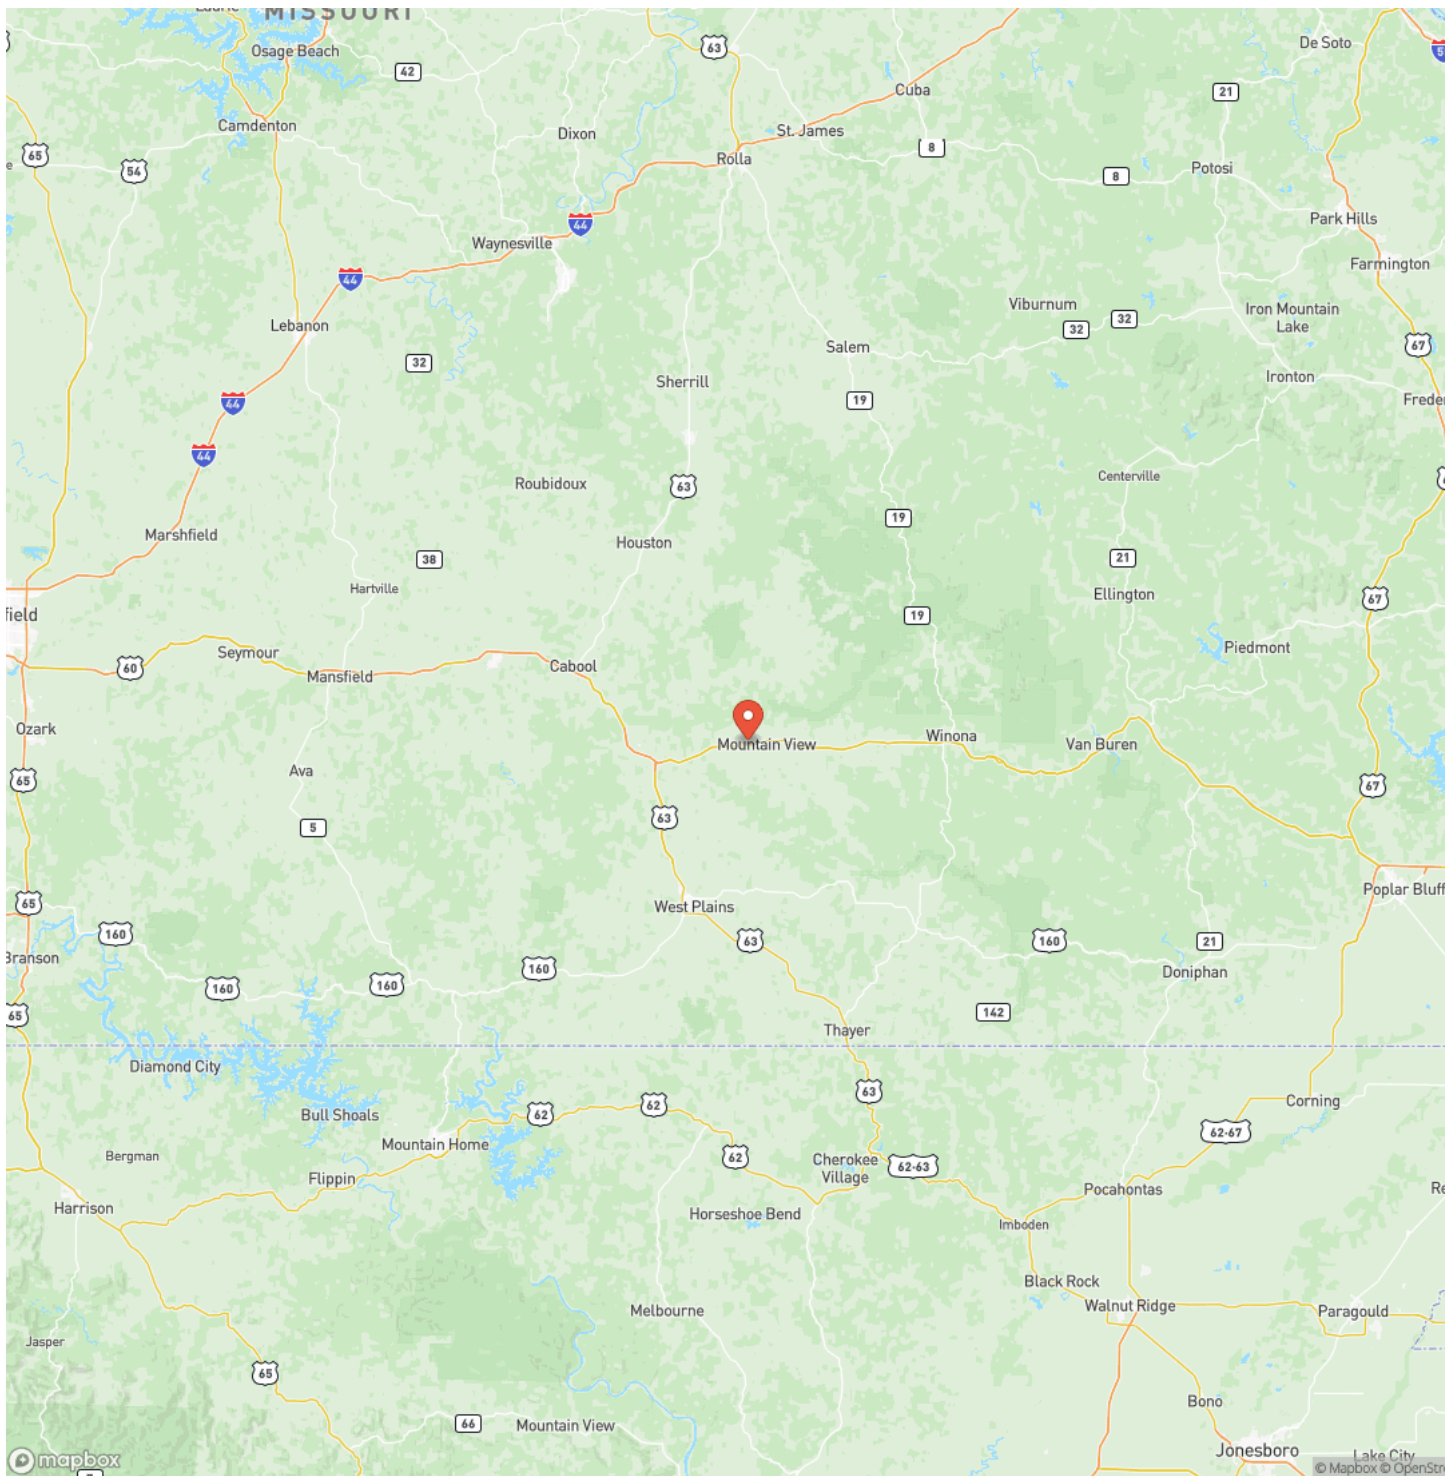 MISSOURI
Laurie
Osage Beach
63
De Soto
42
Cuba
21
Camdenton
Dixon
St. James
65
54
Rolla
8
8
Potosi
44
Park Hills
Waynesville
44
Farmington
Viburnum
Iron Mountain
Lake
32
32
Lebanon
67
Salem
32
Sherrill
Ironton
44
19
Freder
44
Centerville
Roubidoux
63
19
Marshfield
Houston
38
21
Hartville
Ellington
67
field
19
Seymour
Piedmont
60
Mansfield
Cabool
Ozark
Mountain View
Winona
Van Buren
Ava
65
67
63
5
Poplar Bluff
65
West Plains
160
63
160
21
Branson
160
Doniphan
160
160
65
142
Thayer
Diamond City
63
Bull Shoals
62
62
Corning
62-67
Mountain Home
Bergman
62
Cherokee
Village
62-63
Flippin
Pocahontas
Harrison
Horseshoe Bend
Imboden
Black Rock
Melbourne
Walnut Ridge
Paragould
Jasper
65
Bono
66
Mountain View
Jonesboro
Lake City
mapbox
© Mapbox © OpenStre